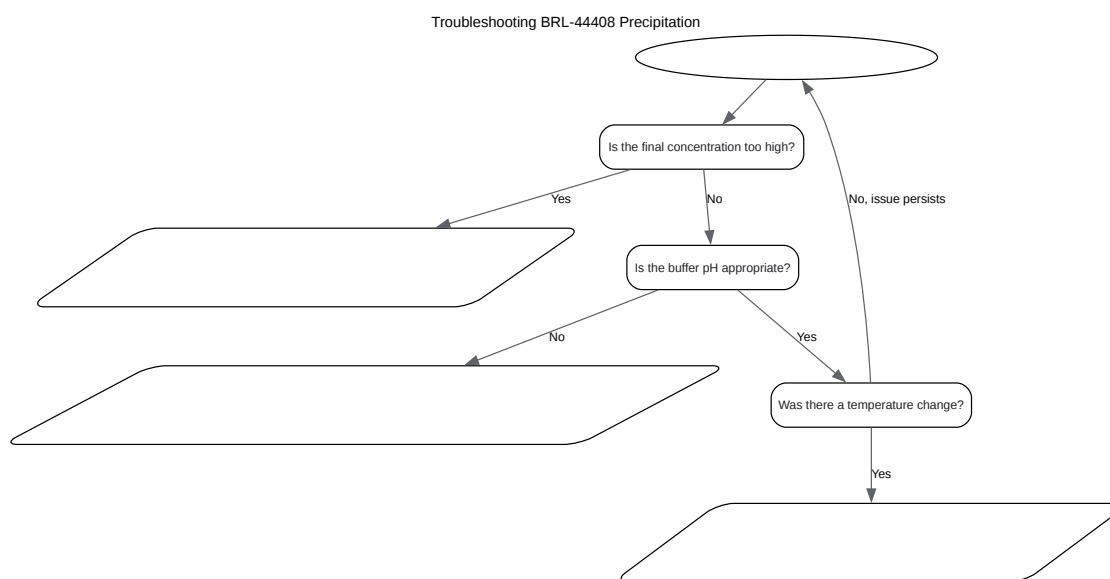 Troubleshooting BRL-44408 Precipitation
Is the final concentration too high?
Yes
No
No, issue persists
Is the buffer pH appropriate?
No
Yes
Was there a temperature change?
Yes